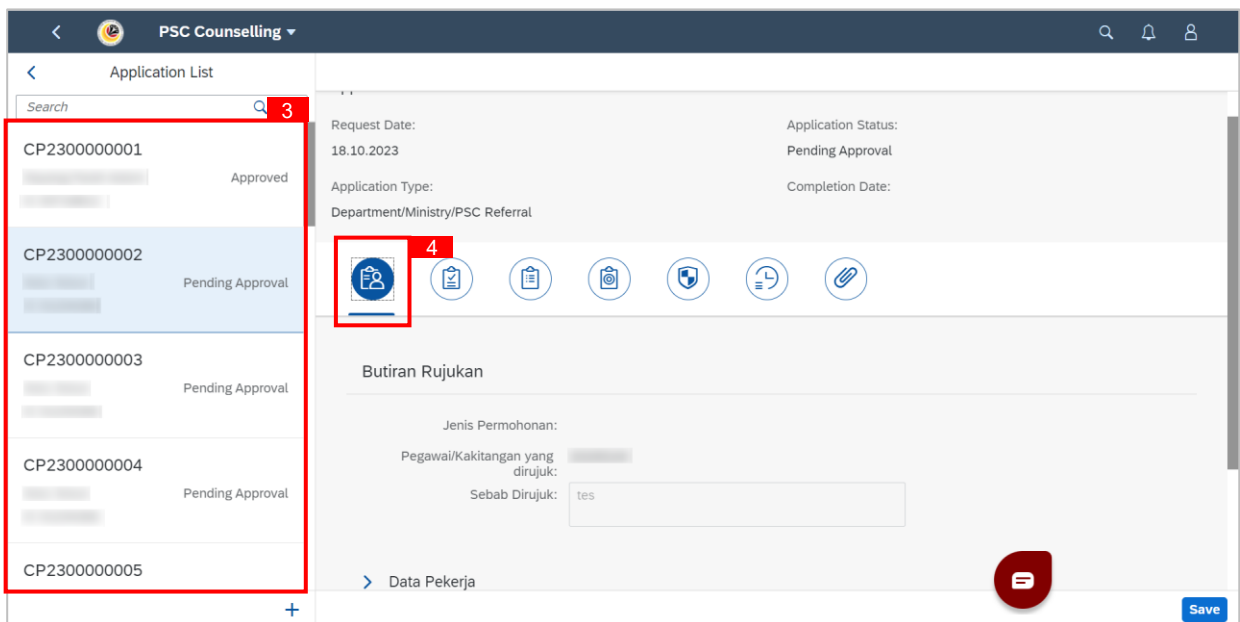 PSC Counselling
Application List
Search
3
CP2300000001
Approved
CP2300000002
Pending Approval
CP2300000003
Pending Approval
CP2300000004
Pending Approval
CP2300000005
Request Date:
18.10.2023
Application Status:
Pending Approval
Application Type:
Department/Ministry/PSC Referral
Completion Date:
4
Butiran Rujukan
Jenis Permohonan:
Pegawai/Kakitangan yang
dirujuk:
Sebab Dirujuk:
tes
Data Pekerja
Save